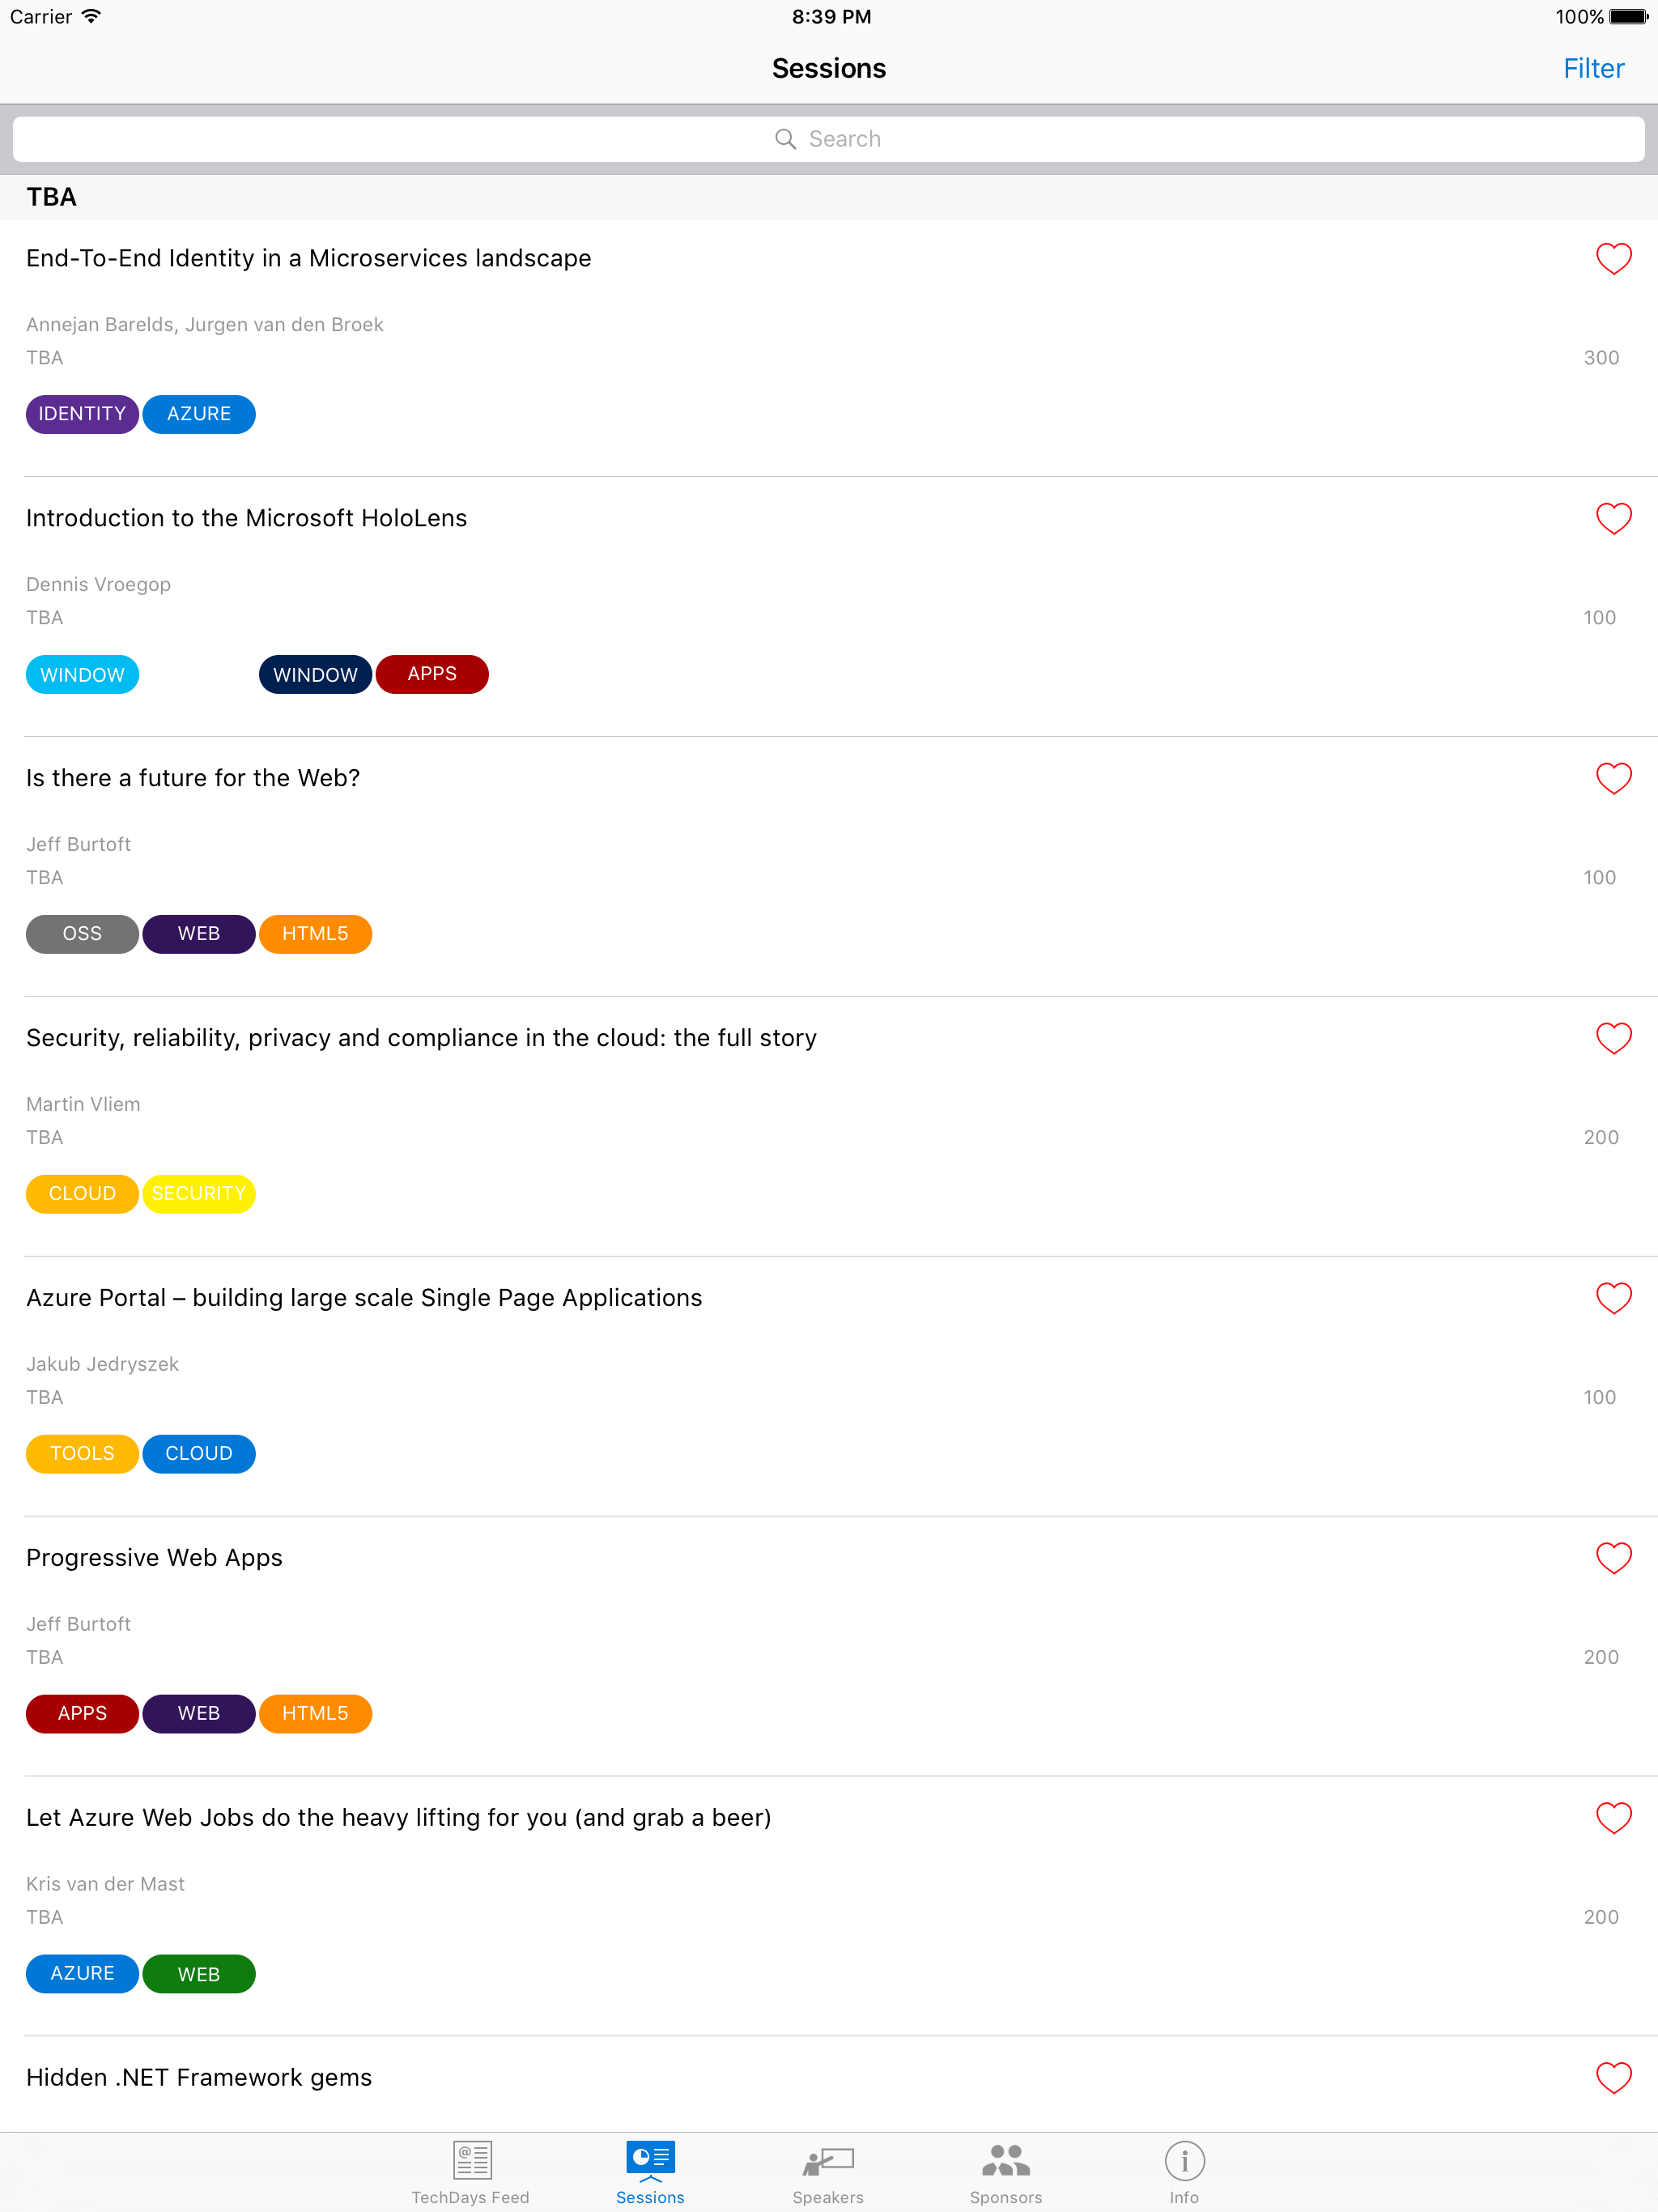 Carrier 8:39 PM 100%
Sessions Filter
Search
TBA
End-To-End Identity in a Microservices landscape
Annejan Barelds, Jurgen van den Broek
TBA 300
IDENTITY AZURE
Introduction to the Microsoft HoloLens
Dennis Vroegop
TBA 100
WINDOW WINDOW APPS
Is there a future for the Web?
Jeff Burtoft
TBA 100
OSS WEB HTML5
Security, reliability, privacy and compliance in the cloud: the full story
Martin Vliem
TBA 200
CLOUD SECURITY
Azure Portal – building large scale Single Page Applications
Jakub Jedryszek
TBA 100
TOOLS CLOUD
Progressive Web Apps
Jeff Burtoft
TBA 200
APPS WEB HTML5
Let Azure Web Jobs do the heavy lifting for you (and grab a beer)
Kris van der Mast
TBA 200
AZURE WEB
Hidden .NET Framework gems
TechDays Feed Sessions Speakers Sponsors Info